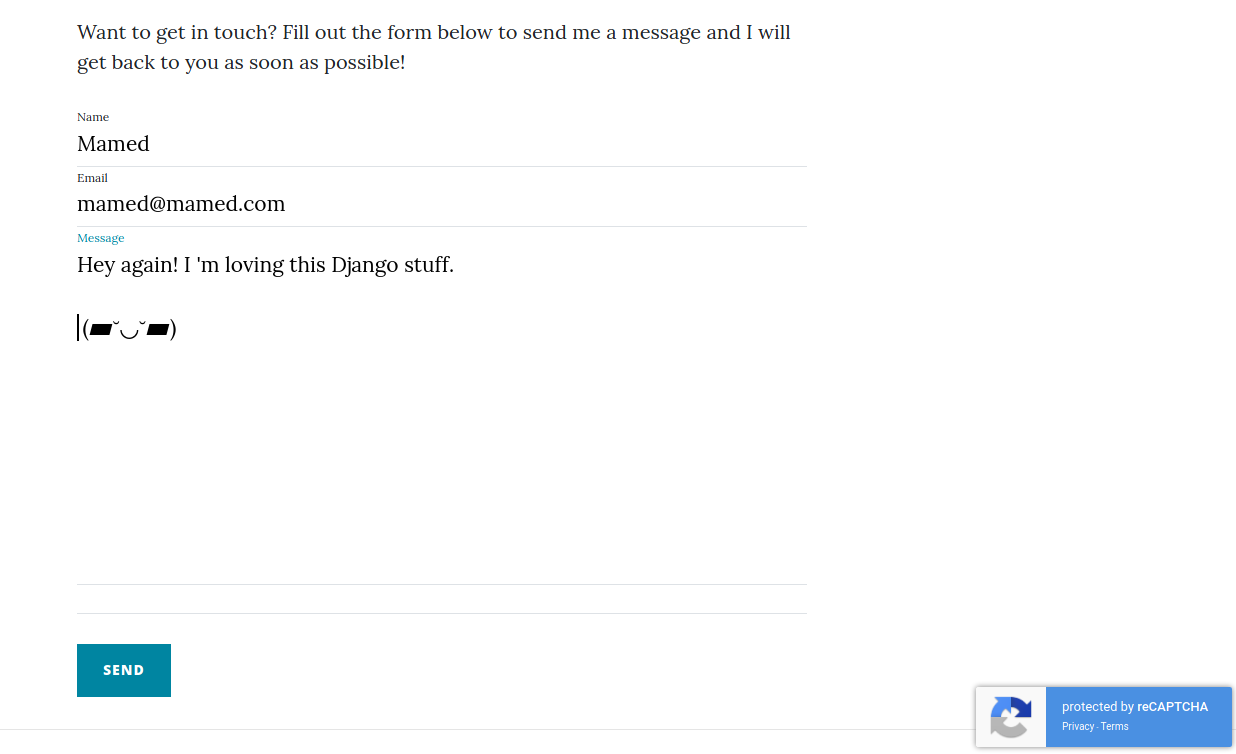 Want to get in touch? Fill out the form below to send me a message and I will
get back to you as soon as possible!
Name
Mamed
Email
mamed@mamed.com
Message
Hey again! I 'm loving this Django stuff.
(▰˘◡˘▰)
SEND
protected by reCAPTCHA
Privacy - Terms